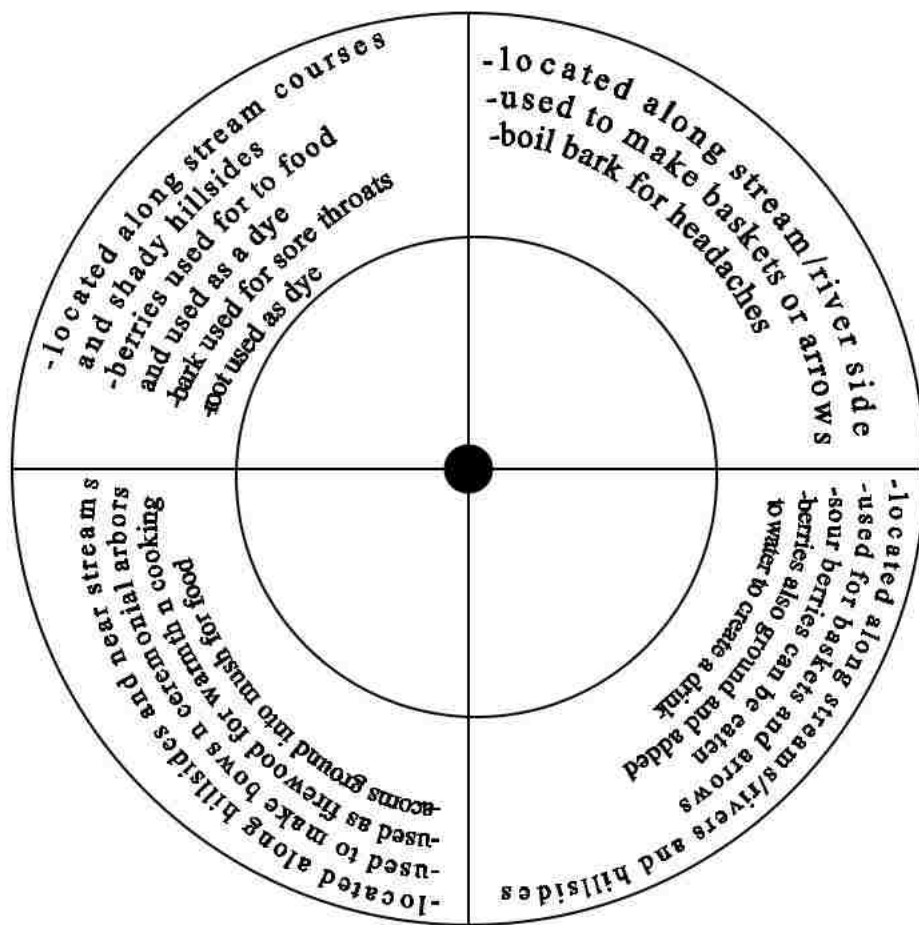 -located along stream courses
and shady hillsides
-berries used for to food
and used as a dye
-bark used for sore throats
-root used as dye
-located along stream/river side
-used to make baskets or arrows
-boil bark for headaches
-located along streams/rivers and hillsides
-used for baskets and arrows
-sour berries can be eaten
-berries also ground and added
to water to create a drink
-located along hillsides and near streams
-used to make bows n ceremonial arbors
-used as firewood for warmth n cooking
-acorns ground into mush for food